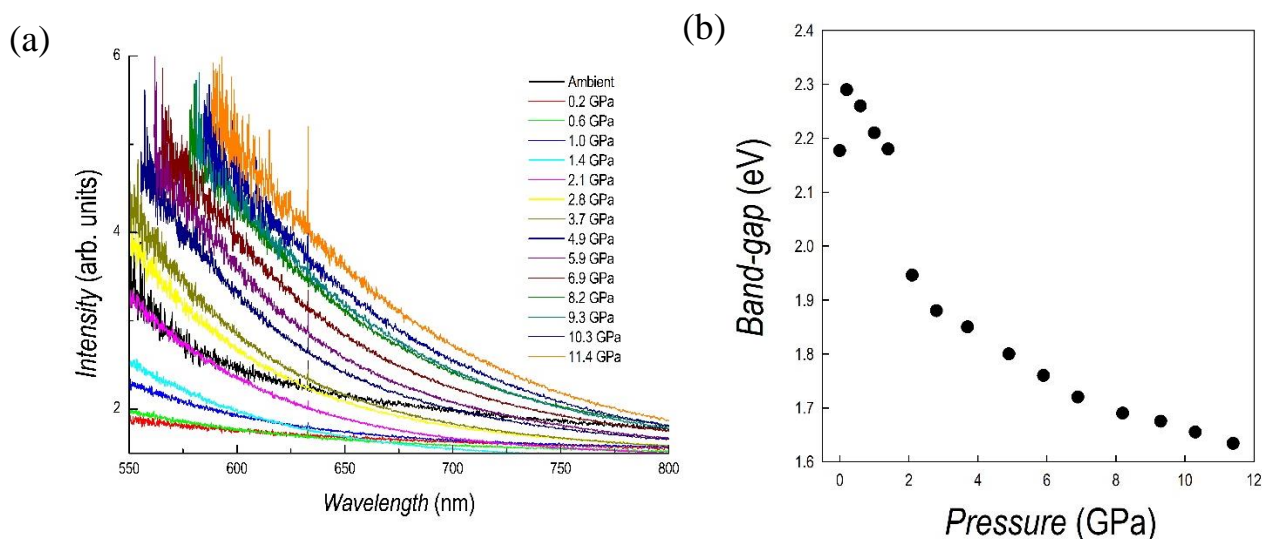 (a)
6
4
2
Intensity (arb. units)
550
600
650
700
750
800
Wavelength (nm)
Ambient
0.2 GPa
0.6 GPa
1.0 GPa
1.4 GPa
2.1 GPa
2.8 GPa
3.7 GPa
4.9 GPa
5.9 GPa
6.9 GPa
8.2 GPa
9.3 GPa
10.3 GPa
11.4 GPa
(b)
2.4
2.3
2.2
2.1
2.0
1.9
1.8
1.7
1.6
Band-gap (eV)
0
2
4
6
8
10
12
Pressure (GPa)